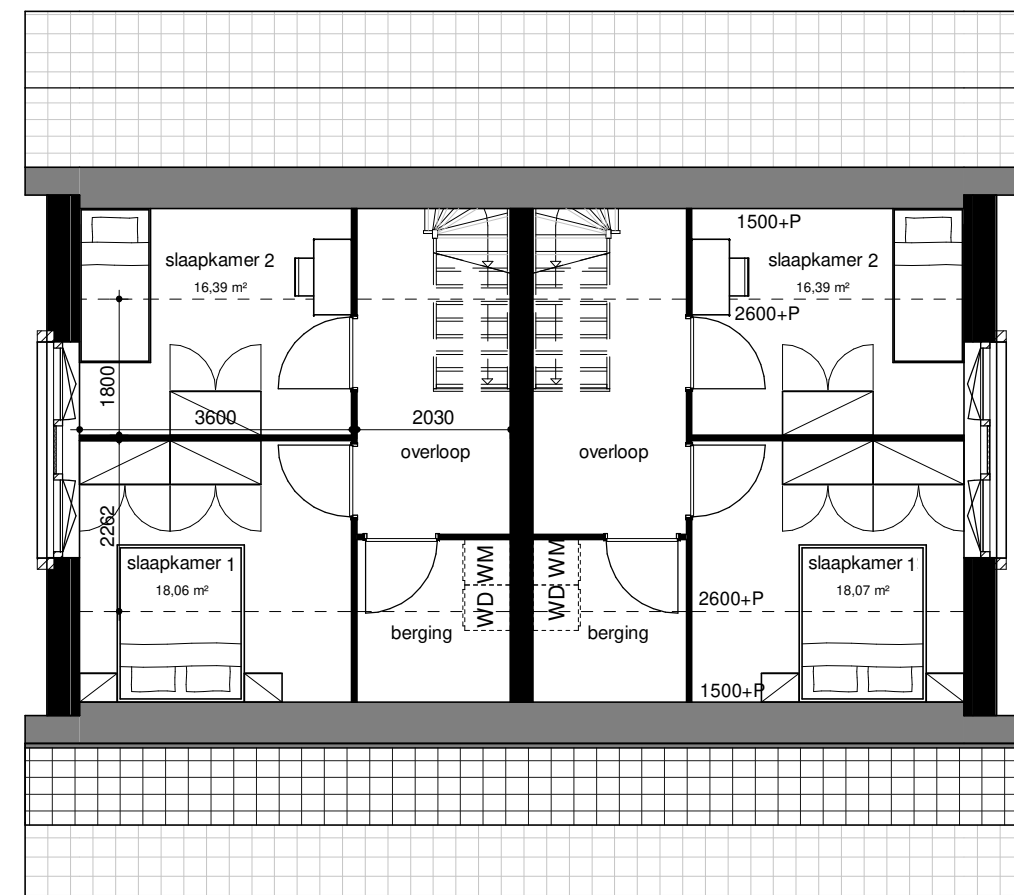 1500+P
slaapkamer 2
16,39 m²
slaapkamer 2
16,39 m²
2600+P
1800
3600
2030
overloop
overloop
2262
slaapkamer 1
18,06 m²
WD WM
WD WM
slaapkamer 1
18,07 m²
2600+P
berging
berging
1500+P